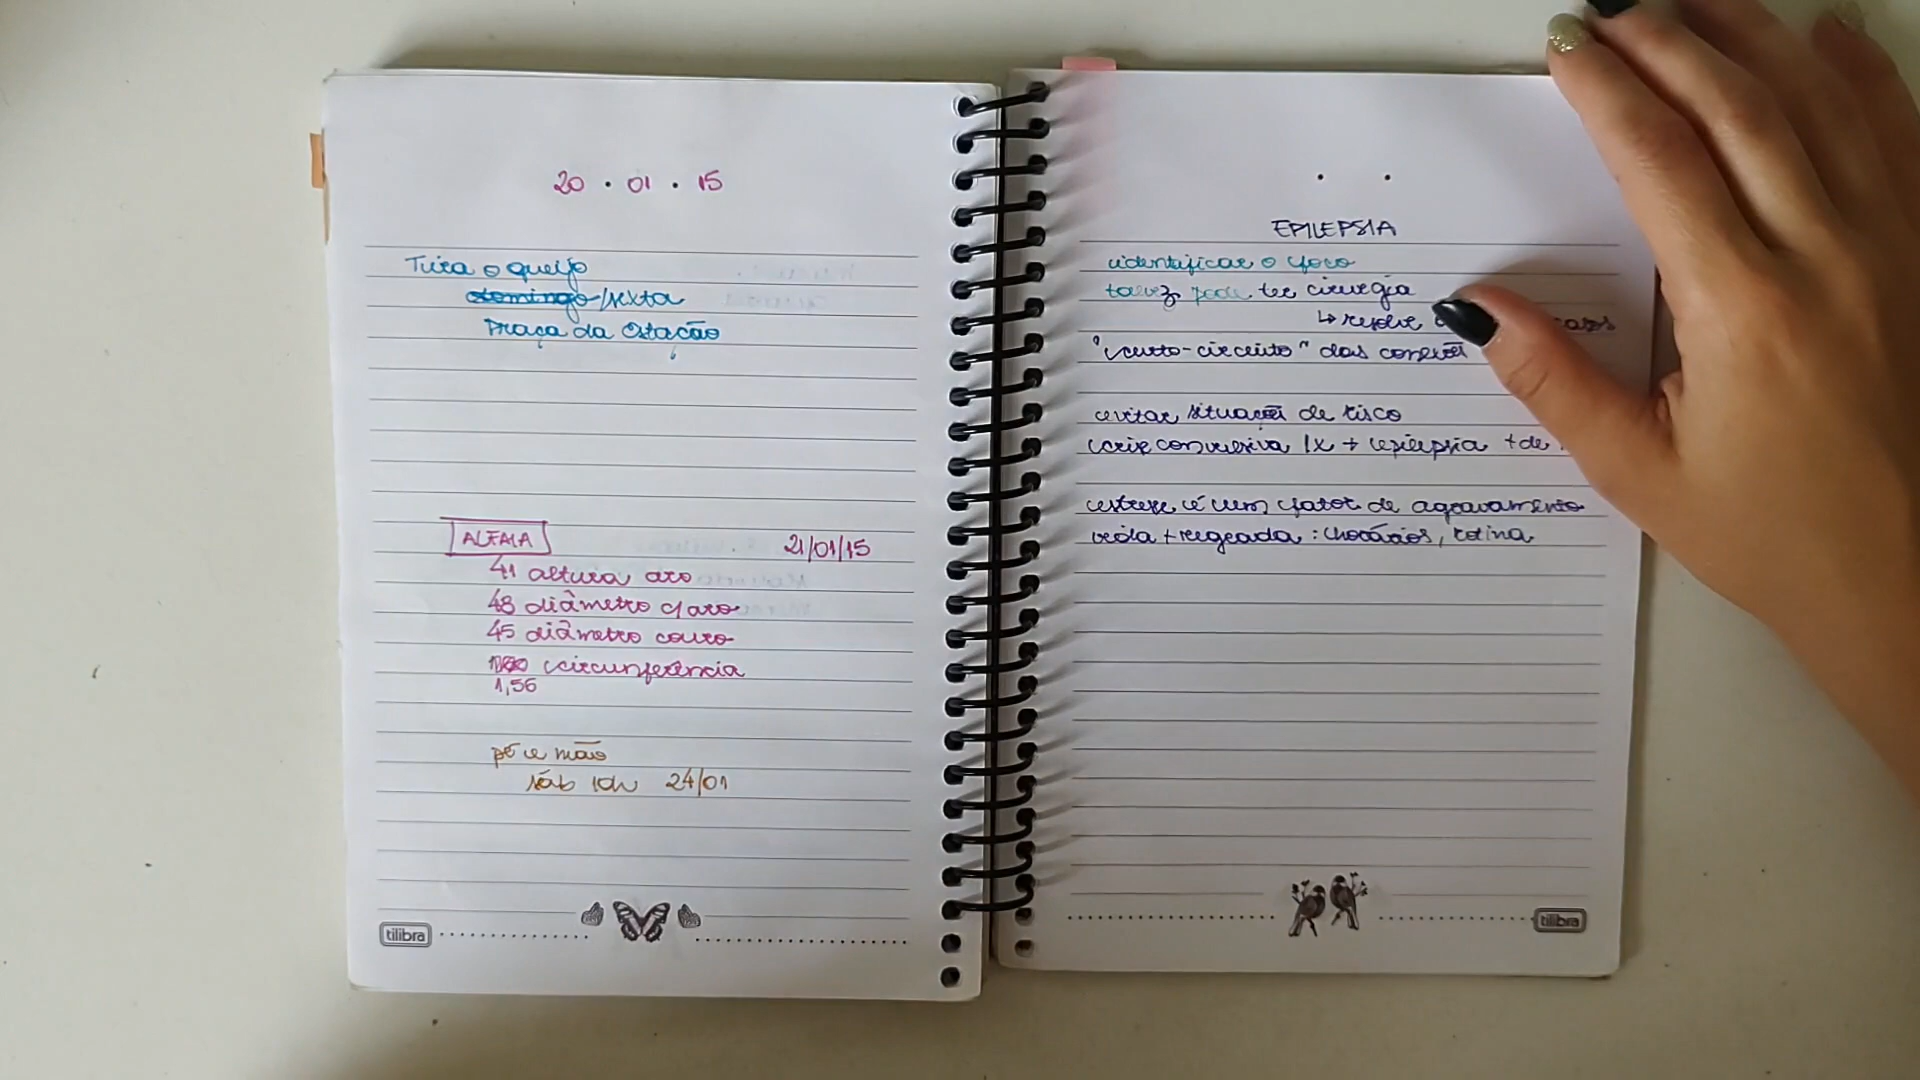 20 . 01 . 15
Tira o queijo
domingo/sexta
Praça da Estação
ALFAIA 21/01/15
41 altura aro
48 diâmetro c/aro
45 diâmetro couro
circunferência
1,56
pé e mão
sáb 10h 24/01
tilibra
EPILEPSIA
identificar o foco
talvez pode ter cirurgia
↳ resolve casos
"curto-circuito" das
evitar situações de risco
crise convulsiva 1x + epilepsia + de
estresse é um fator de agravamento
vida + regrada : horários, rotina
tilibra